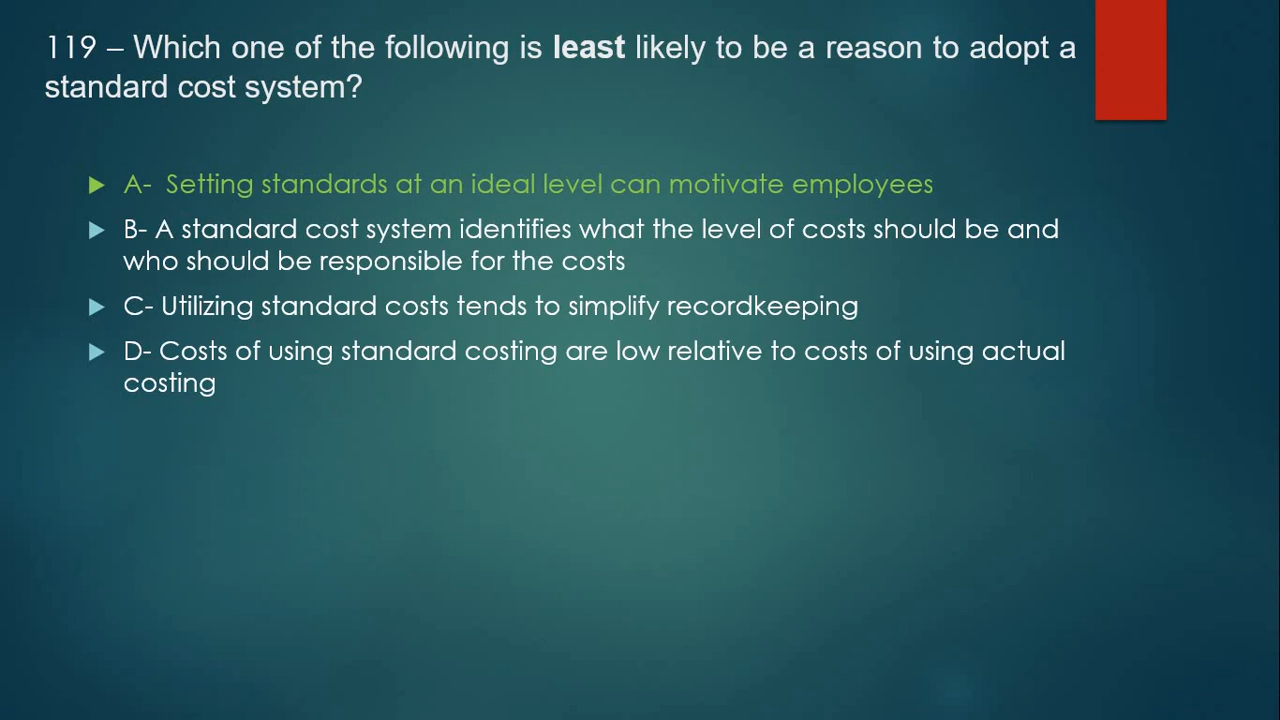 119 – Which one of the following is least likely to be a reason to adopt a
standard cost system?
A- Setting standards at an ideal level can motivate employees
B- A standard cost system identifies what the level of costs should be and
who should be responsible for the costs
C- Utilizing standard costs tends to simplify recordkeeping
D- Costs of using standard costing are low relative to costs of using actual
costing